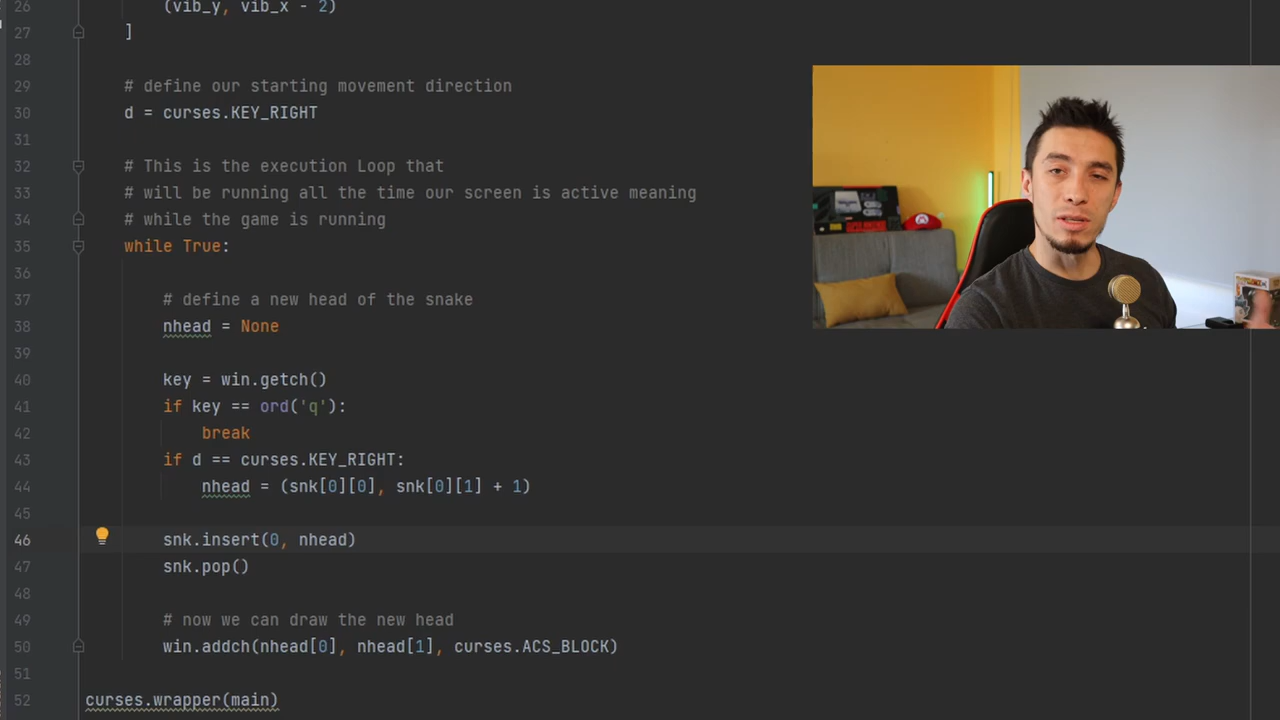 26 (vib_y, vib_x - 2)
27 ]
28
29 # define our starting movement direction
30 d = curses.KEY_RIGHT
31
32 # This is the execution Loop that
33 # will be running all the time our screen is active meaning
34 # while the game is running
35 while True:
36
37 # define a new head of the snake
38 nhead = None
39
40 key = win.getch()
41 if key == ord('q'):
42 break
43 if d == curses.KEY_RIGHT:
44 nhead = (snk[0][0], snk[0][1] + 1)
45
46 snk.insert(0, nhead)
47 snk.pop()
48
49 # now we can draw the new head
50 win.addch(nhead[0], nhead[1], curses.ACS_BLOCK)
51
52 curses.wrapper(main)